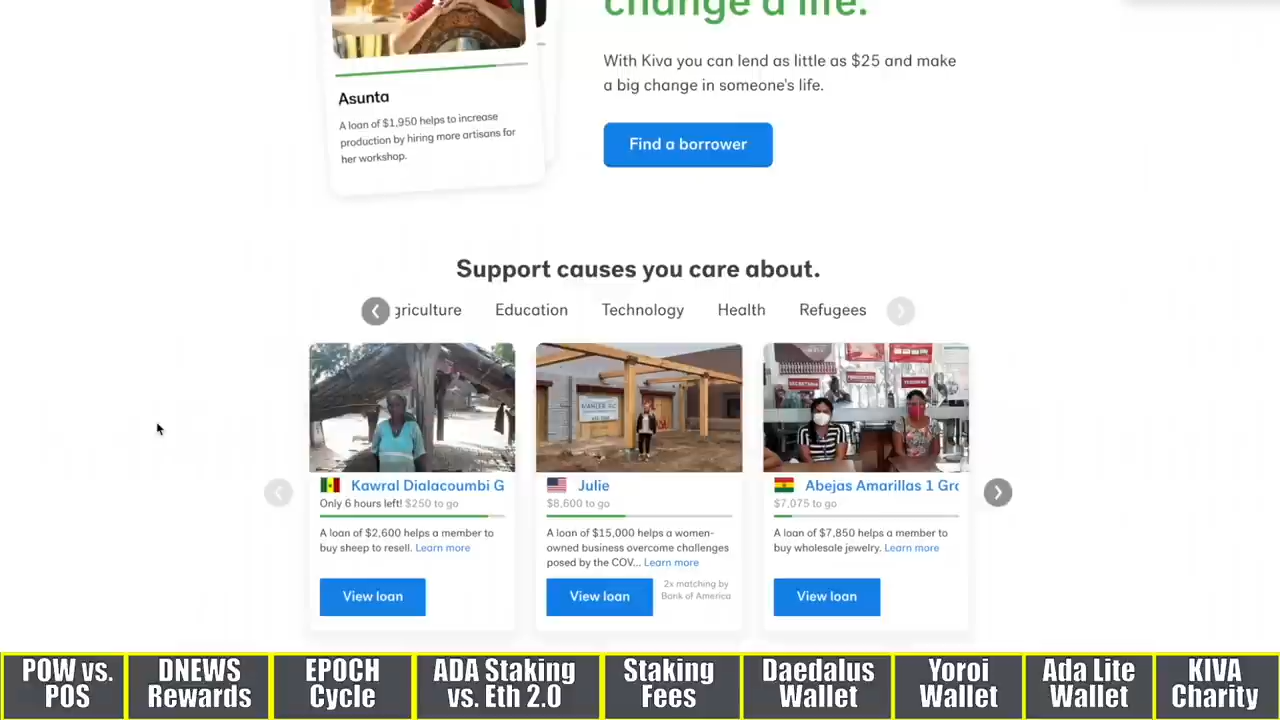 change a life.
With Kiva you can lend as little as $25 and make
a big change in someone's life.
Find a borrower
Asunta
A loan of $1,950 helps to increase
production by hiring more artisans for
her workshop.
Support causes you care about.
griculture Education Technology Health Refugees
Kawral Dialacoumbi G
Only 6 hours left! $250 to go
A loan of $2,600 helps a member to
buy sheep to resell. Learn more
View loan
Julie
$8,600 to go
A loan of $15,000 helps a women-
owned business overcome challenges
posed by the COV... Learn more
View loan
2x matching by
Bank of America
Abejas Amarillas 1 Gro
$7,075 to go
A loan of $7,850 helps a member to
buy wholesale jewelry. Learn more
View loan
POW vs.
POS
DNEWS
Rewards
EPOCH
Cycle
ADA Staking
vs. Eth 2.0
Staking
Fees
Daedalus
Wallet
Yoroi
Wallet
Ada Lite
Wallet
KIVA
Charity